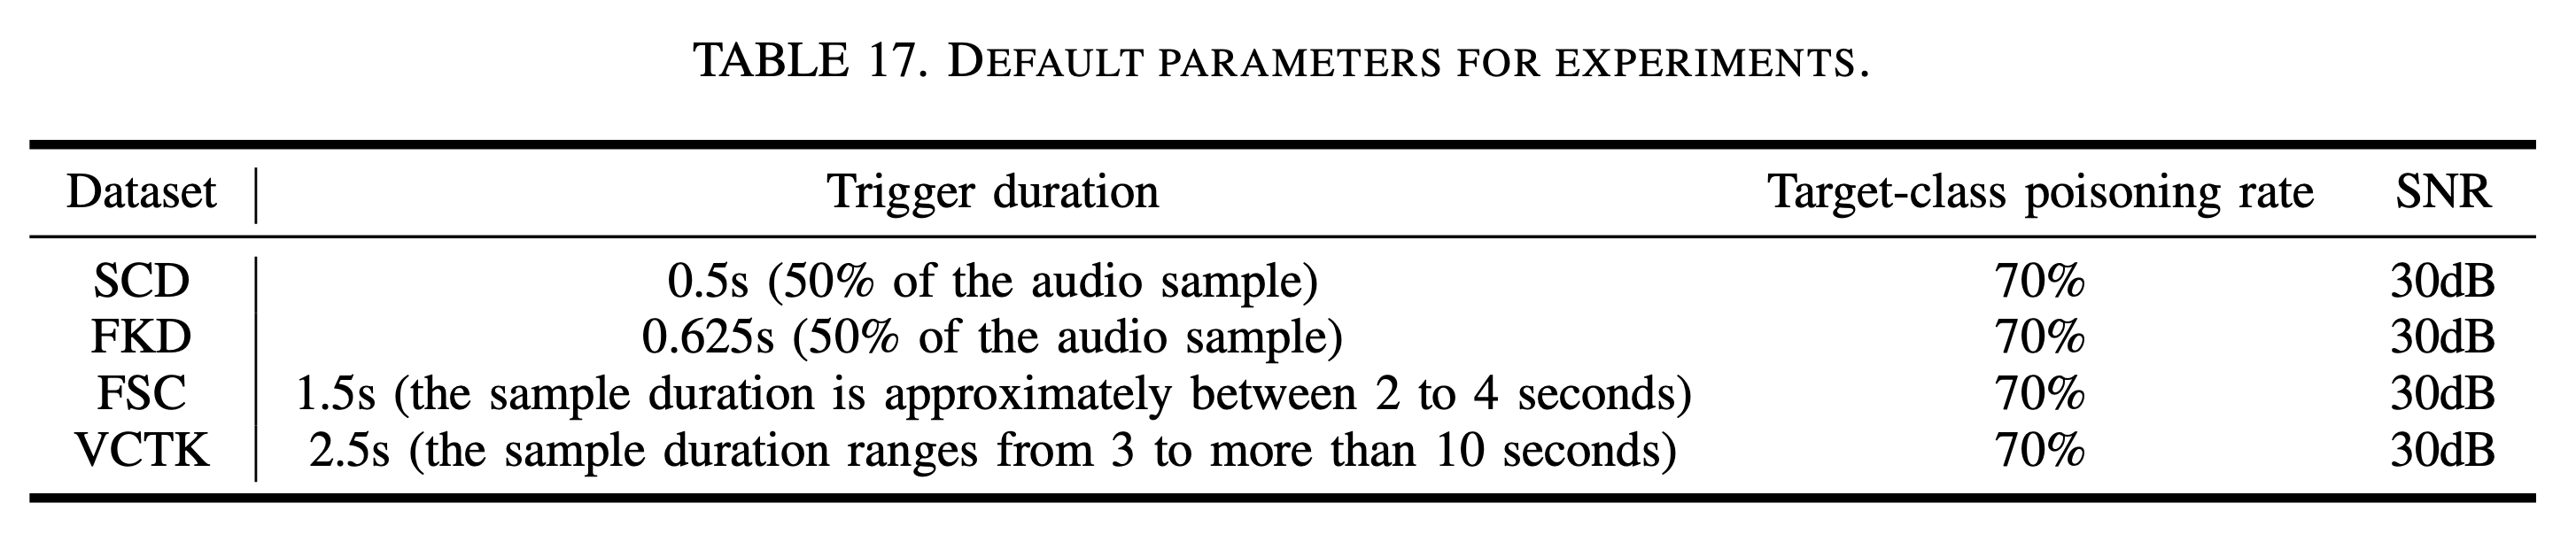 TABLE 17. DEFAULT PARAMETERS FOR EXPERIMENTS.
Dataset Trigger duration Target-class poisoning rate SNR
SCD 0.5s (50% of the audio sample) 70% 30dB
FKD 0.625s (50% of the audio sample) 70% 30dB
FSC 1.5s (the sample duration is approximately between 2 to 4 seconds) 70% 30dB
VCTK 2.5s (the sample duration ranges from 3 to more than 10 seconds) 70% 30dB